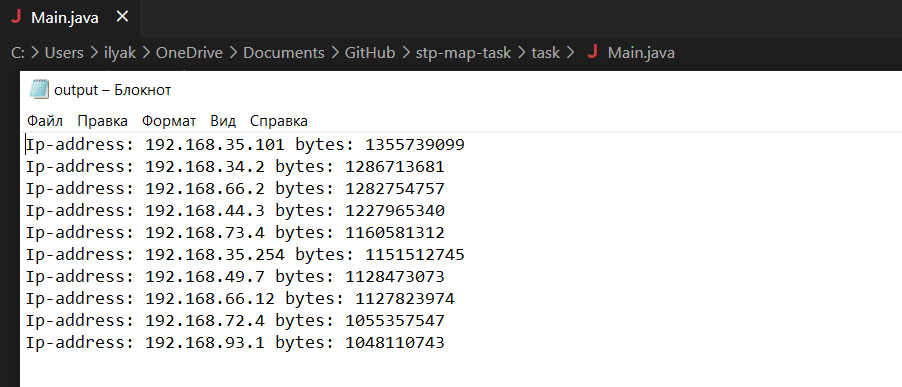 Main.java
C: > Users > ilyak > OneDrive > Documents > GitHub > stp-map-task > task > Main.java
output – Блокнот
Файл Правка Формат Вид Справка
Ip-address: 192.168.35.101 bytes: 1355739099
Ip-address: 192.168.34.2 bytes: 1286713681
Ip-address: 192.168.66.2 bytes: 1282754757
Ip-address: 192.168.44.3 bytes: 1227965340
Ip-address: 192.168.73.4 bytes: 1160581312
Ip-address: 192.168.35.254 bytes: 1151512745
Ip-address: 192.168.49.7 bytes: 1128473073
Ip-address: 192.168.66.12 bytes: 1127823974
Ip-address: 192.168.72.4 bytes: 1055357547
Ip-address: 192.168.93.1 bytes: 1048110743